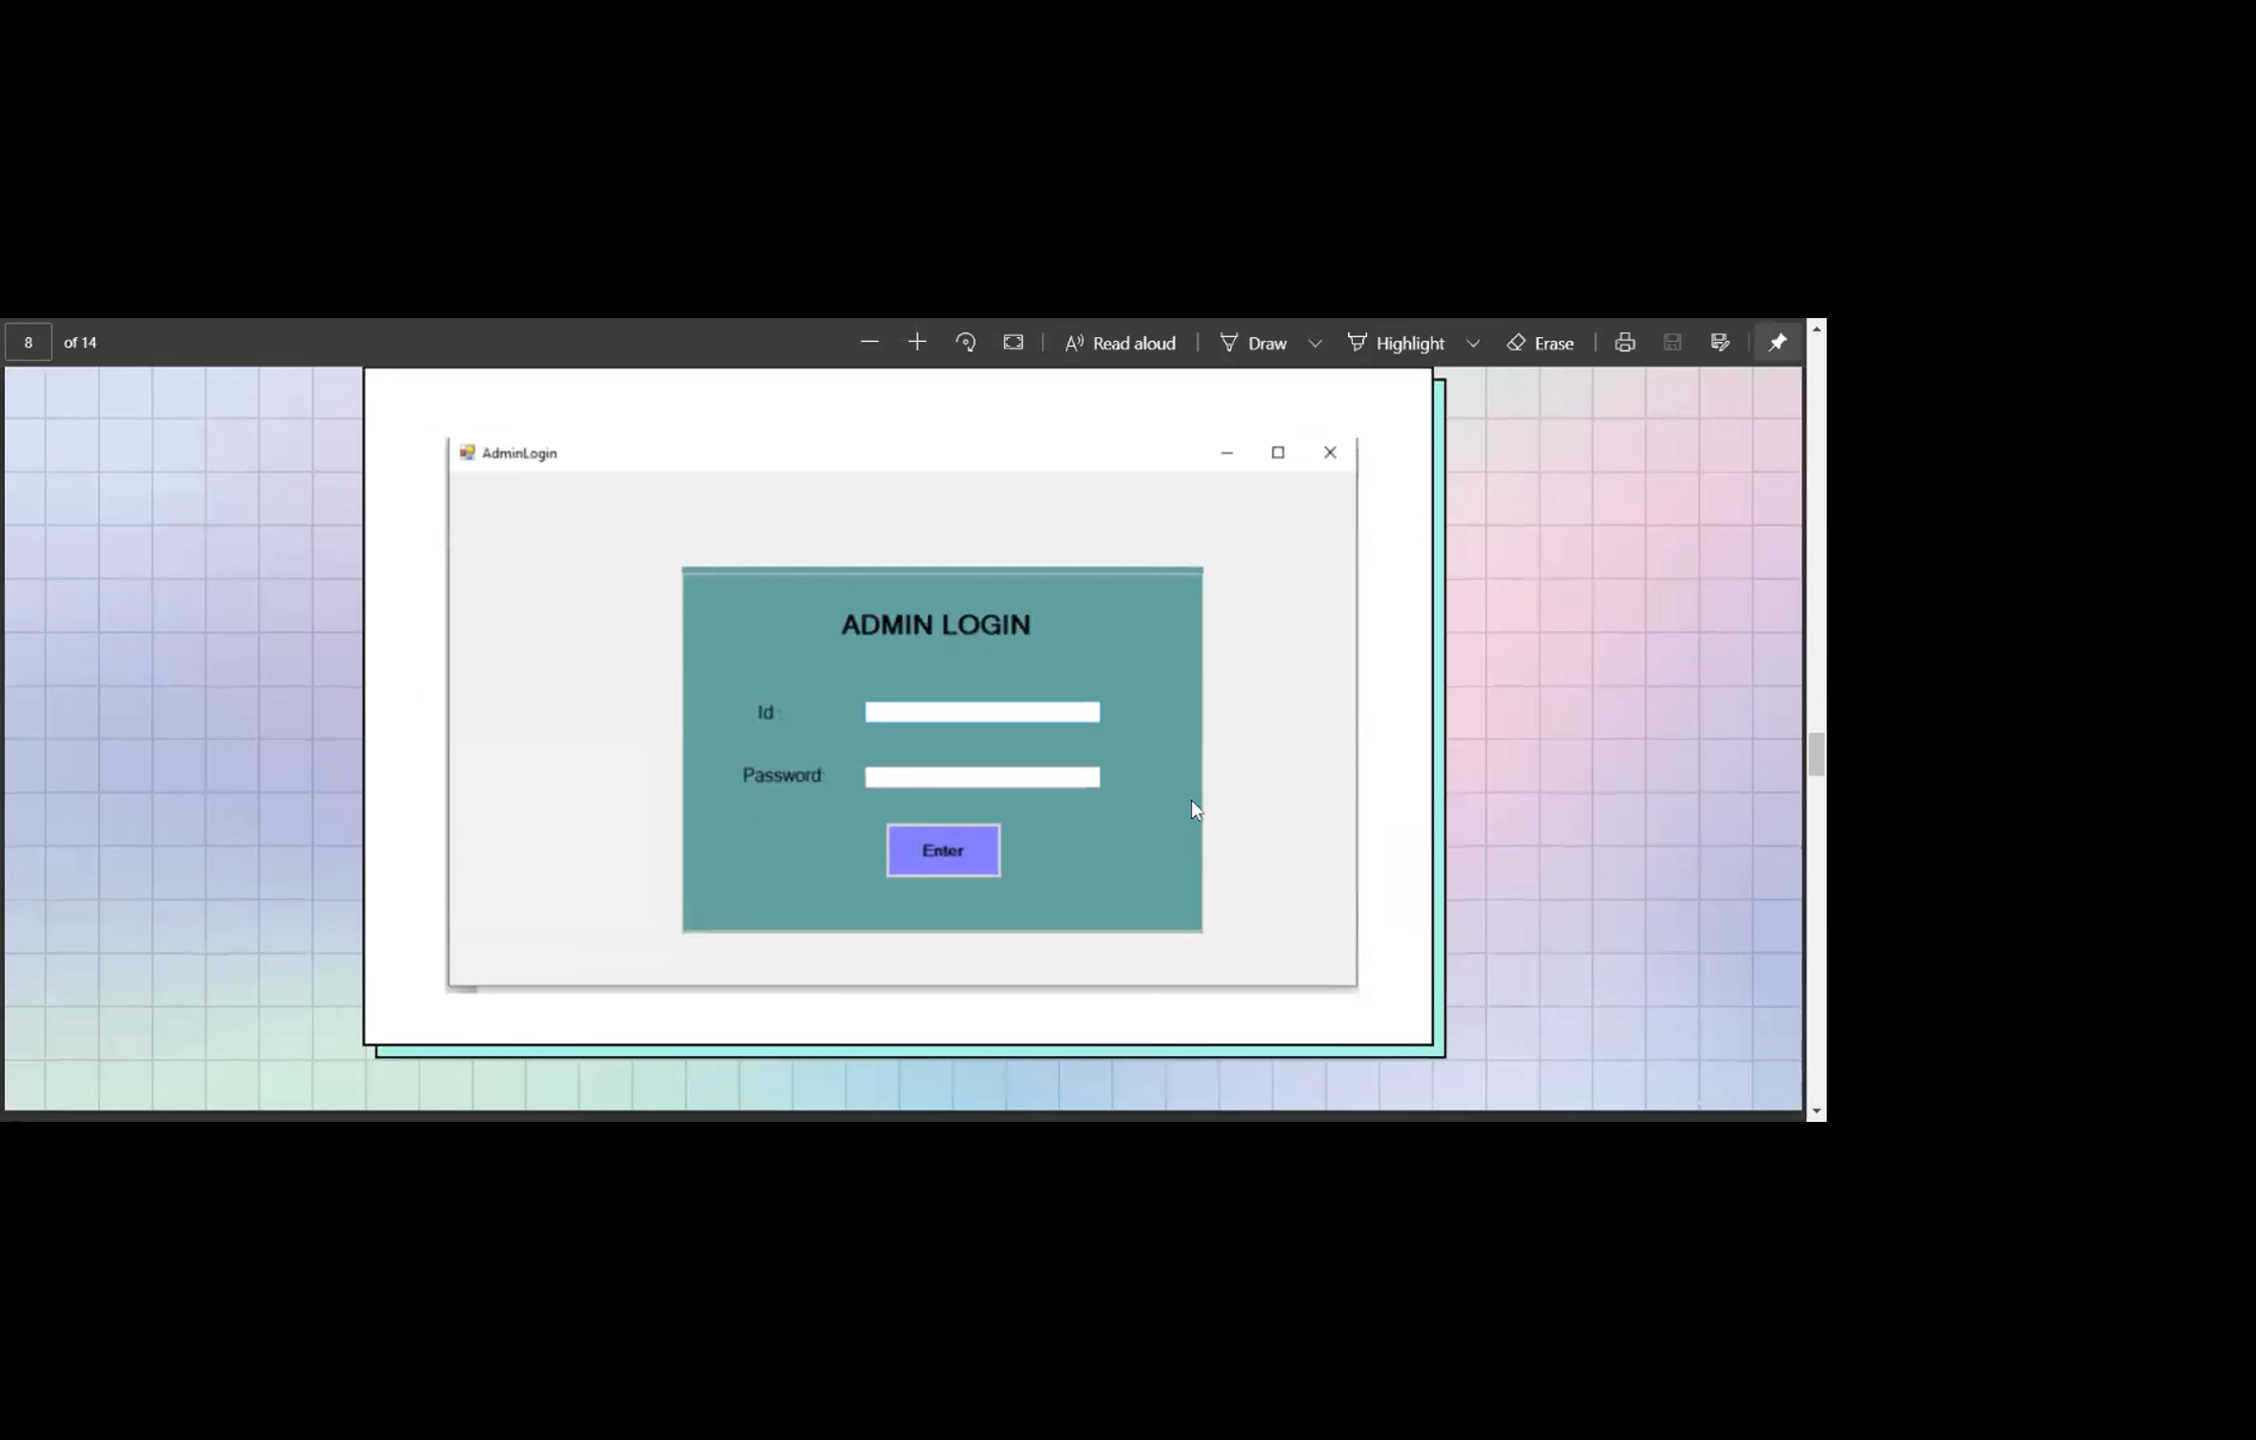 8 of 14 Read aloud Draw Highlight Erase
AdminLogin
ADMIN LOGIN
Id :
Password:
Enter